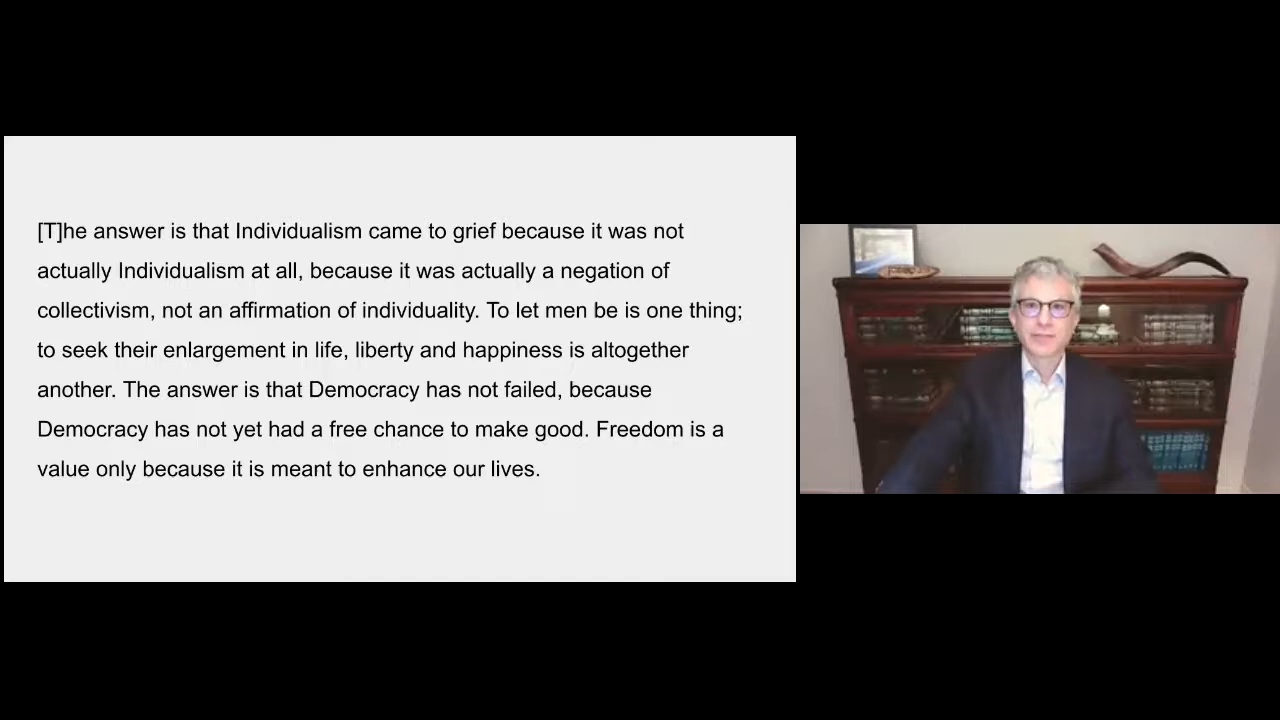 [T]he answer is that Individualism came to grief because it was not
actually Individualism at all, because it was actually a negation of
collectivism, not an affirmation of individuality. To let men be is one thing;
to seek their enlargement in life, liberty and happiness is altogether
another. The answer is that Democracy has not failed, because
Democracy has not yet had a free chance to make good. Freedom is a
value only because it is meant to enhance our lives.